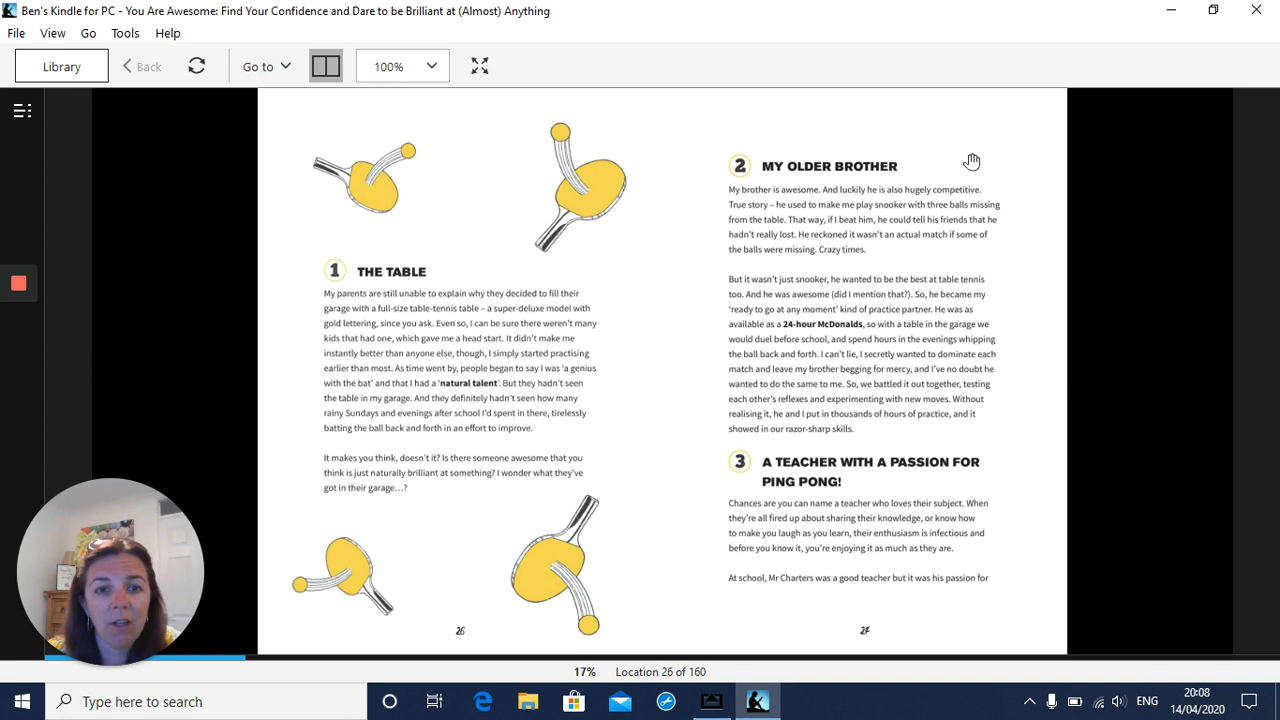 Ben's Kindle for PC - You Are Awesome: Find Your Confidence and Dare to be Brilliant at (Almost) Anything
File View Go Tools Help
Library Back Go to 100%
1 THE TABLE
My parents are still unable to explain why they decided to fill their
garage with a full-size table-tennis table – a super-deluxe model with
gold lettering, since you ask. Even so, I can be sure there weren't many
kids that had one, which gave me a head start. It didn't make me
instantly better than anyone else, though, I simply started practising
earlier than most. As time went by, people began to say I was 'a genius
with the bat' and that I had a 'natural talent'. But they hadn't seen
the table in my garage. And they definitely hadn't seen how many
rainy Sundays and evenings after school I'd spent in there, tirelessly
batting the ball back and forth in an effort to improve.
It makes you think, doesn't it? Is there someone awesome that you
think is just naturally brilliant at something? I wonder what they've
got in their garage…?
26
2 MY OLDER BROTHER
My brother is awesome. And luckily he is also hugely competitive.
True story – he used to make me play snooker with three balls missing
from the table. That way, if I beat him, he could tell his friends that he
hadn't really lost. He reckoned it wasn't an actual match if some of
the balls were missing. Crazy times.
But it wasn't just snooker, he wanted to be the best at table tennis
too. And he was awesome (did I mention that?). So, he became my
'ready to go at any moment' kind of practice partner. He was as
available as a 24-hour McDonalds, so with a table in the garage we
would duel before school, and spend hours in the evenings whipping
the ball back and forth. I can't lie, I secretly wanted to dominate each
match and leave my brother begging for mercy, and I've no doubt he
wanted to do the same to me. So, we battled it out together, testing
each other's reflexes and experimenting with new moves. Without
realising it, he and I put in thousands of hours of practice, and it
showed in our razor-sharp skills.
3 A TEACHER WITH A PASSION FOR
PING PONG!
Chances are you can name a teacher who loves their subject. When
they're all fired up about sharing their knowledge, or know how
to make you laugh as you learn, their enthusiasm is infectious and
before you know it, you're enjoying it as much as they are.
At school, Mr Charters was a good teacher but it was his passion for
27
17% Location 26 of 160
Type here to search
ENG
20:08
14/04/2020